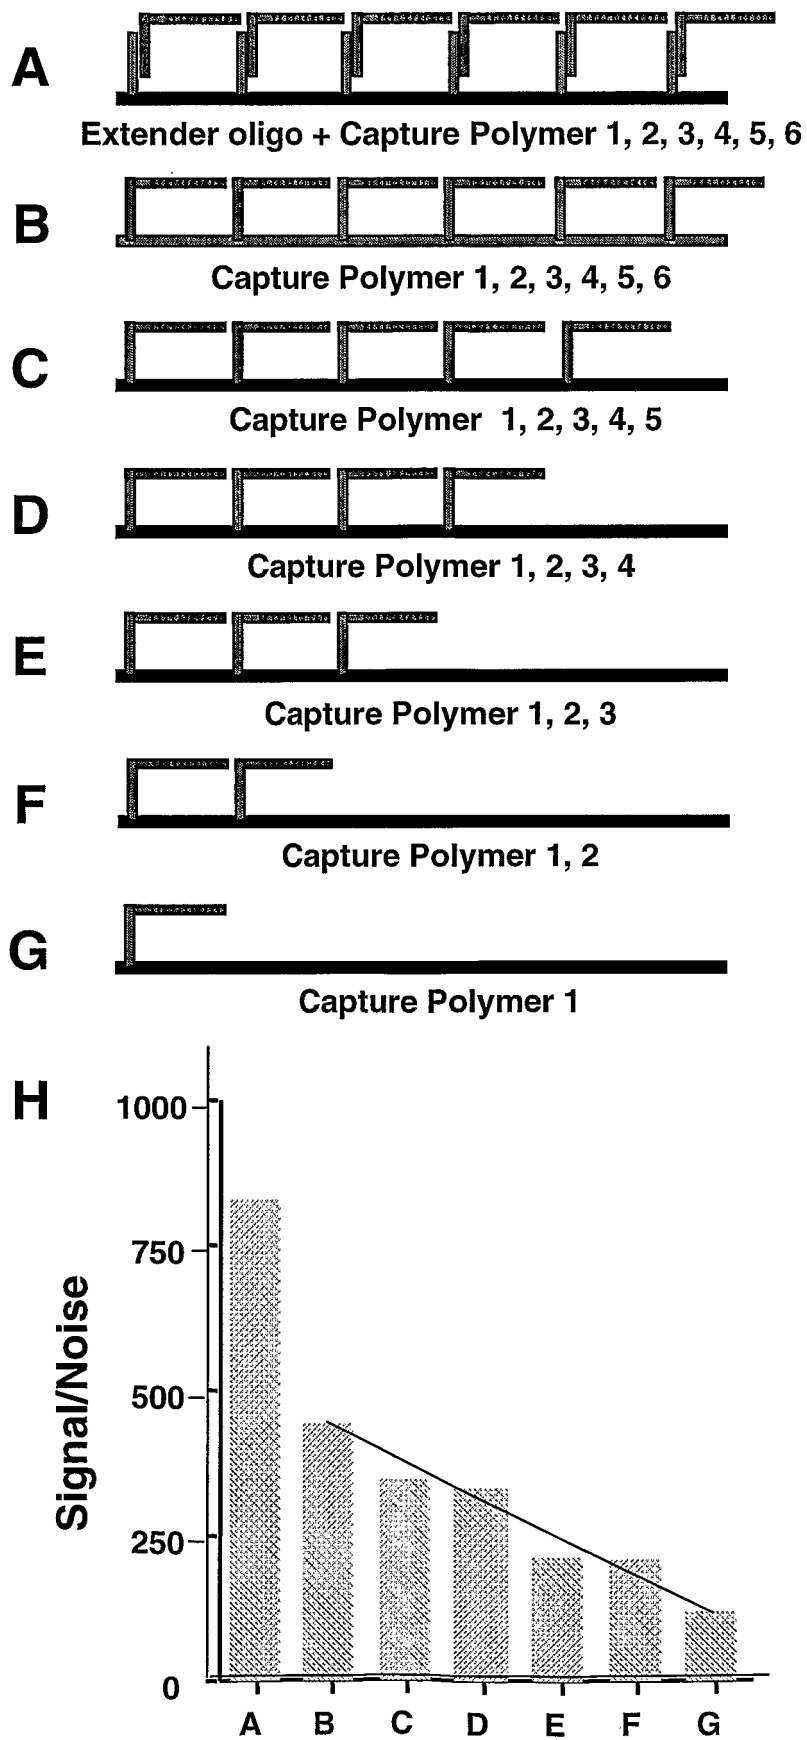 A
Extender oligo + Capture Polymer 1, 2, 3, 4, 5, 6
B
Capture Polymer 1, 2, 3, 4, 5, 6
C
Capture Polymer 1, 2, 3, 4, 5
D
Capture Polymer 1, 2, 3, 4
E
Capture Polymer 1, 2, 3
F
Capture Polymer 1, 2
G
Capture Polymer 1
H
Signal/Noise
1000
750
500
250
0
A B C D E F G